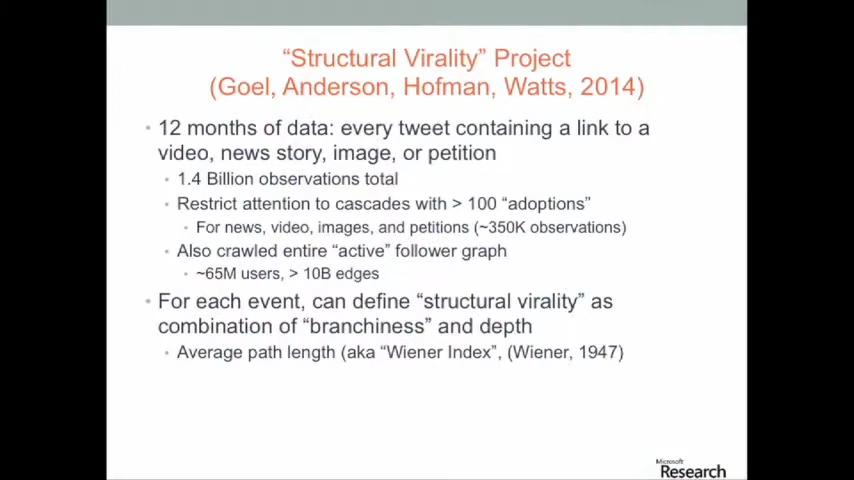 “Structural Virality” Project
(Goel, Anderson, Hofman, Watts, 2014)
• 12 months of data: every tweet containing a link to a
video, news story, image, or petition
• 1.4 Billion observations total
• Restrict attention to cascades with > 100 “adoptions”
• For news, video, images, and petitions (~350K observations)
• Also crawled entire “active” follower graph
• ~65M users, > 10B edges
• For each event, can define “structural virality” as
combination of “branchiness” and depth
• Average path length (aka “Wiener Index”, (Wiener, 1947)
Microsoft
Research